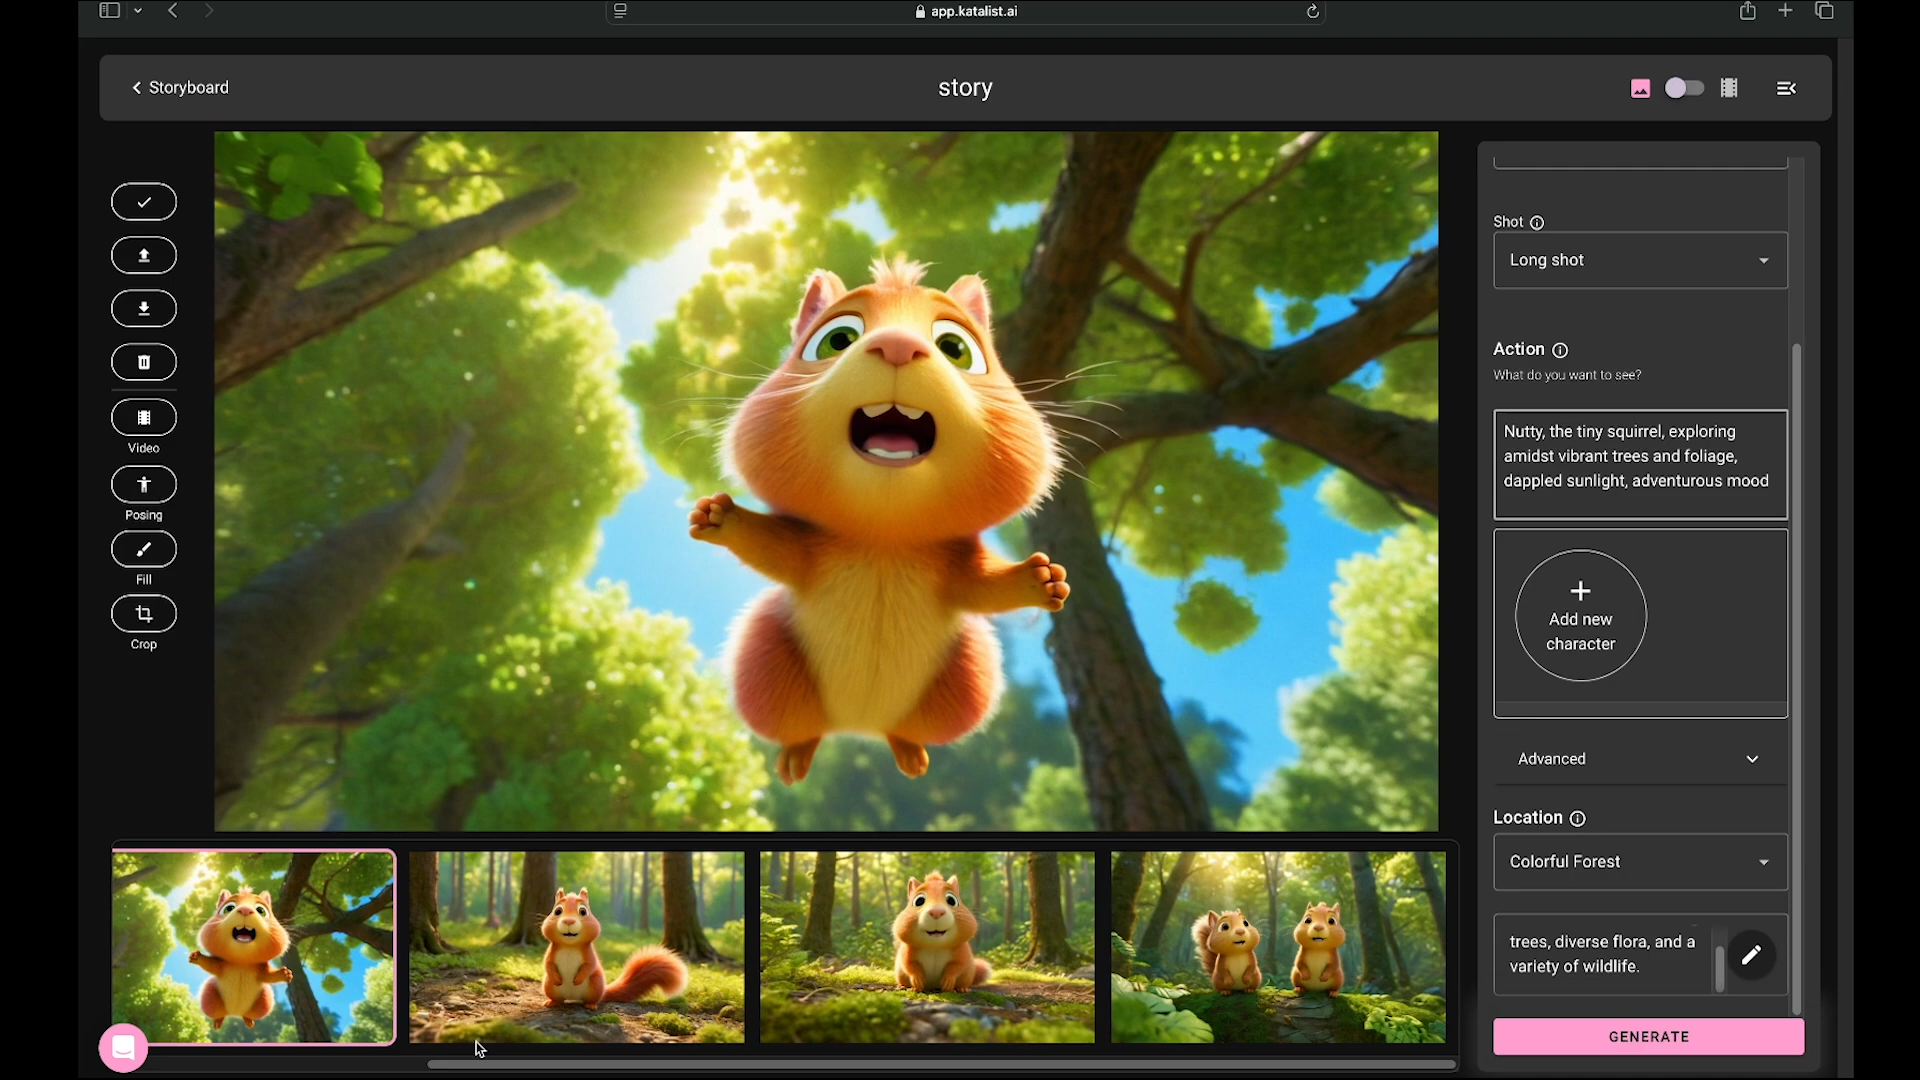 app.katalist.ai
Storyboard
story
Shot
Long shot
Action
What do you want to see?
Nutty, the tiny squirrel, exploring
amidst vibrant trees and foliage,
dappled sunlight, adventurous mood
Add new
character
Advanced
Location
Colorful Forest
trees, diverse flora, and a
variety of wildlife.
GENERATE
Video
Posing
Fill
Crop